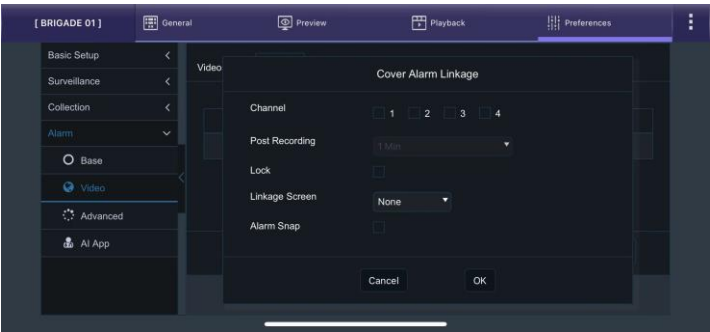 [ BRIGADE 01 ] General Preview Playback Preferences
Basic Setup
Video
Cover Alarm Linkage
Surveillance
Collection
Channel 1 2 3 4
Alarm
Post Recording 1 Min
Base
Lock
Video
Linkage Screen None
Advanced
Alarm Snap
AI App
Cancel OK